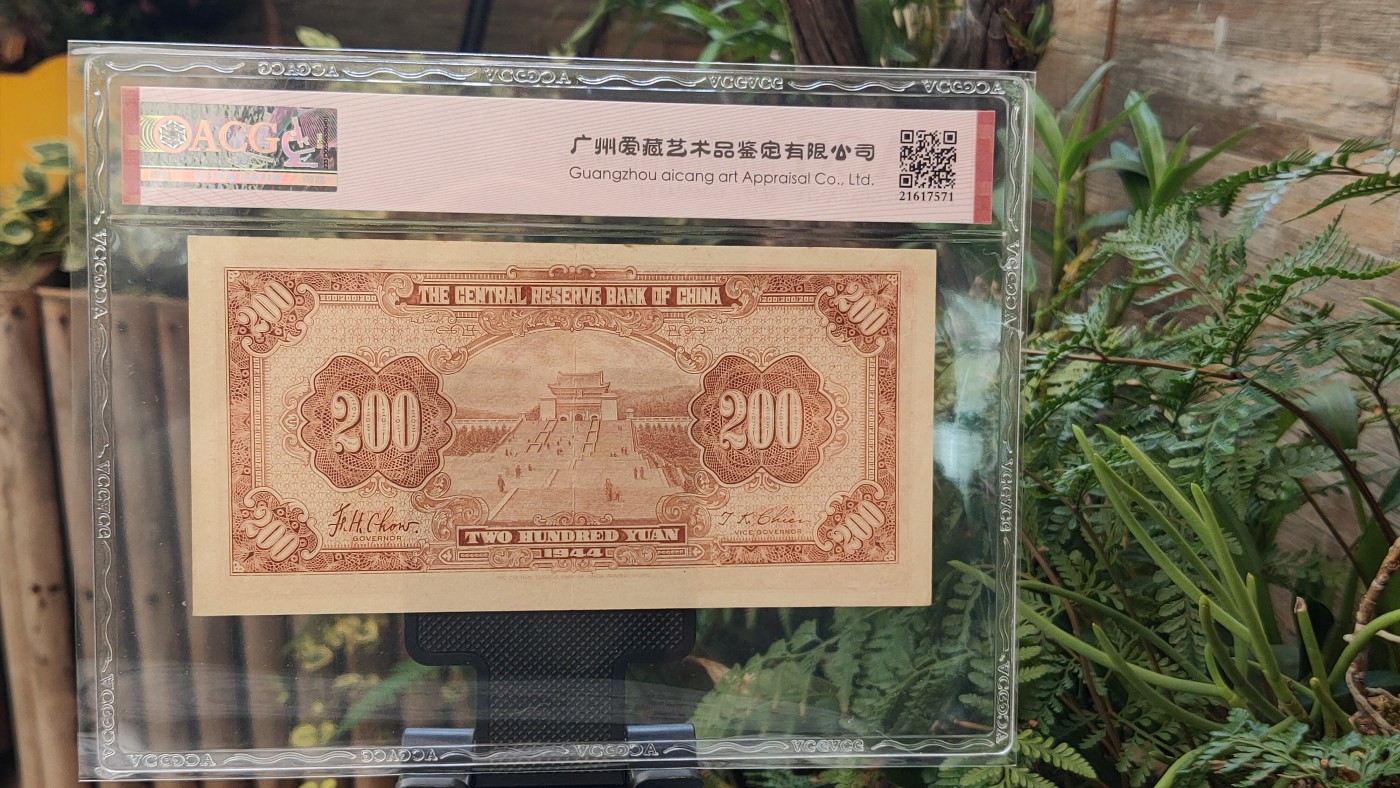 ACG
广州爱藏艺术品鉴定有限公司
Guangzhou aicang art Appraisal Co., Ltd.
21617571
THE CENTRAL RESERVE BANK OF CHINA
200
200
200
200
F. H. Chow
GOVERNOR
T. K. Chien
VICE GOVERNOR
TWO HUNDRED YUAN
1944
200
200